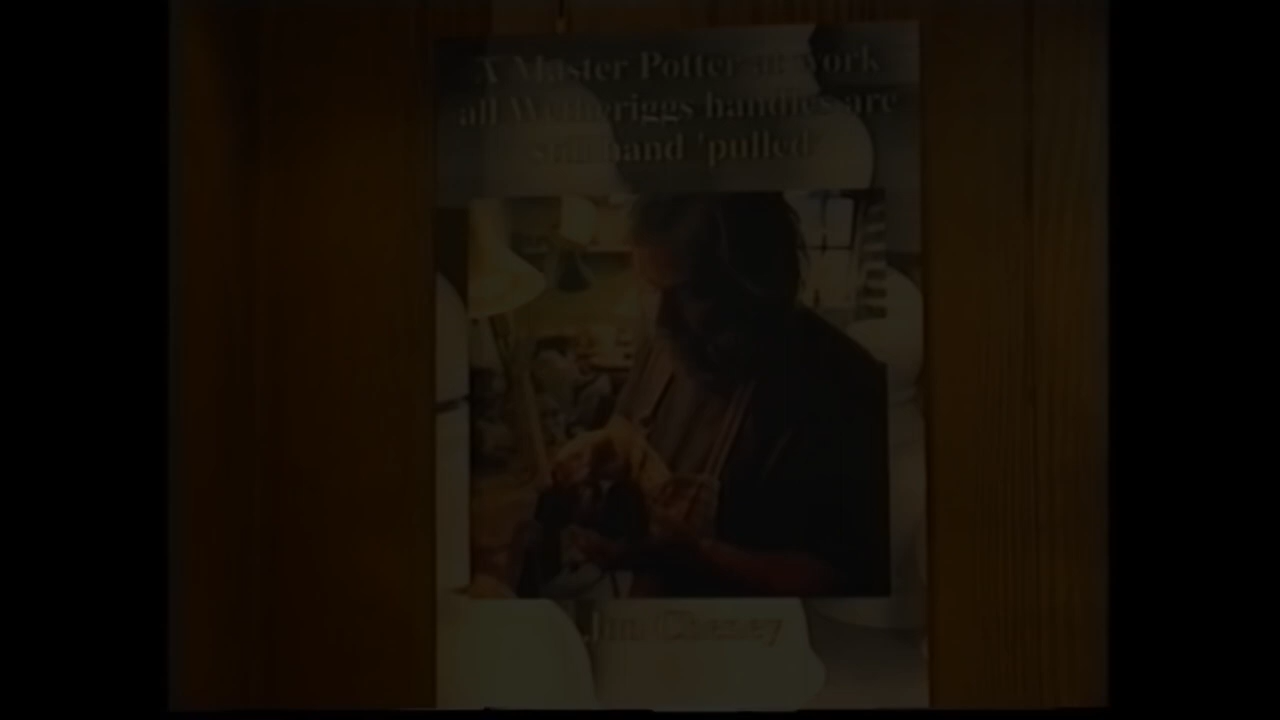 A Master Potter at work
all Wetheriggs handles are
still hand 'pulled'
Jim Cheney